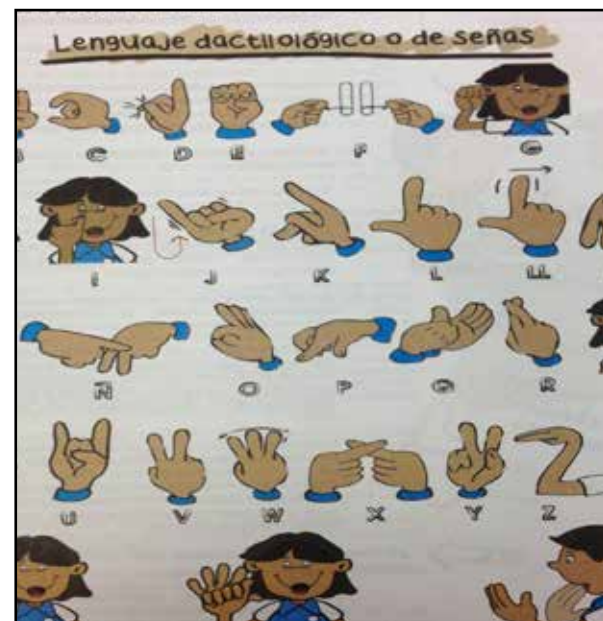 Lenguaje dactilológico o de señas
C D E F G
I J K L LL
Ñ O P Q R
U V W X Y Z